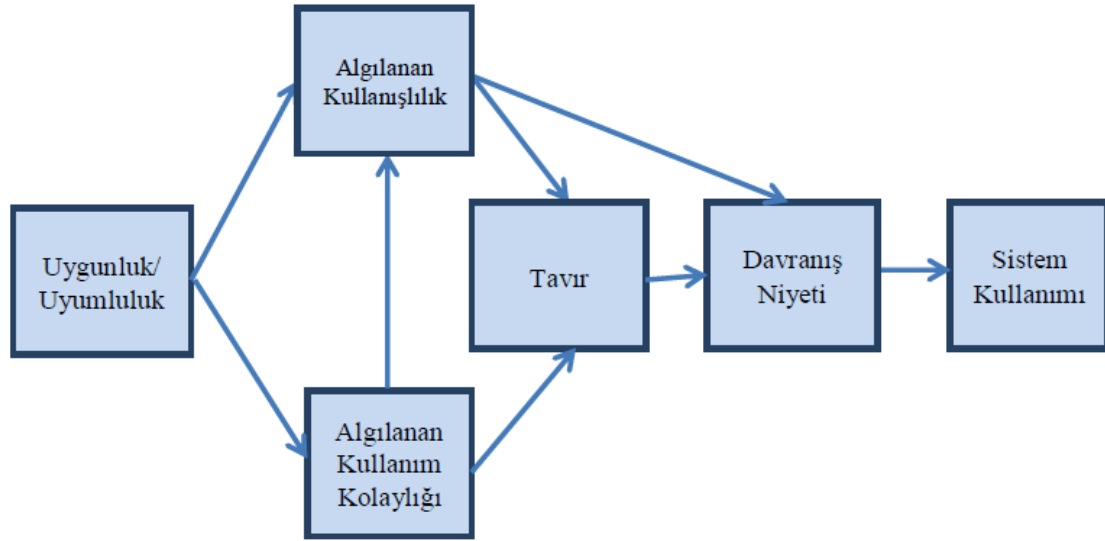 Algılanan
Kullanışlılık
Uygunluk/
Uyumluluk
Tavır
Davranış
Niyeti
Sistem
Kullanımı
Algılanan
Kullanım
Kolaylığı